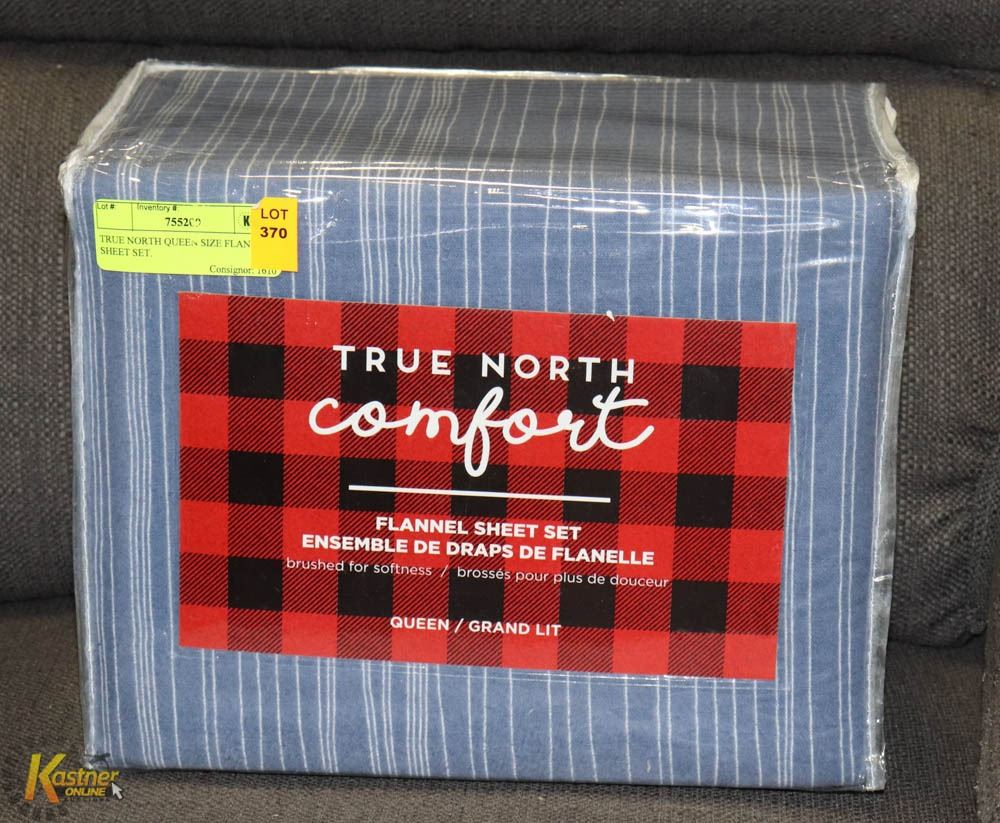 Lot #
Inventory #
K
LOT
370
TRUE NORTH QUEEN SIZE FLAN
SHEET SET.
Consignor: 1610
TRUE NORTH
comfort
FLANNEL SHEET SET
ENSEMBLE DE DRAPS DE FLANELLE
brushed for softness / brossés pour plus de douceur
QUEEN / GRAND LIT
Kastner
ONLINE
AUCTIONS